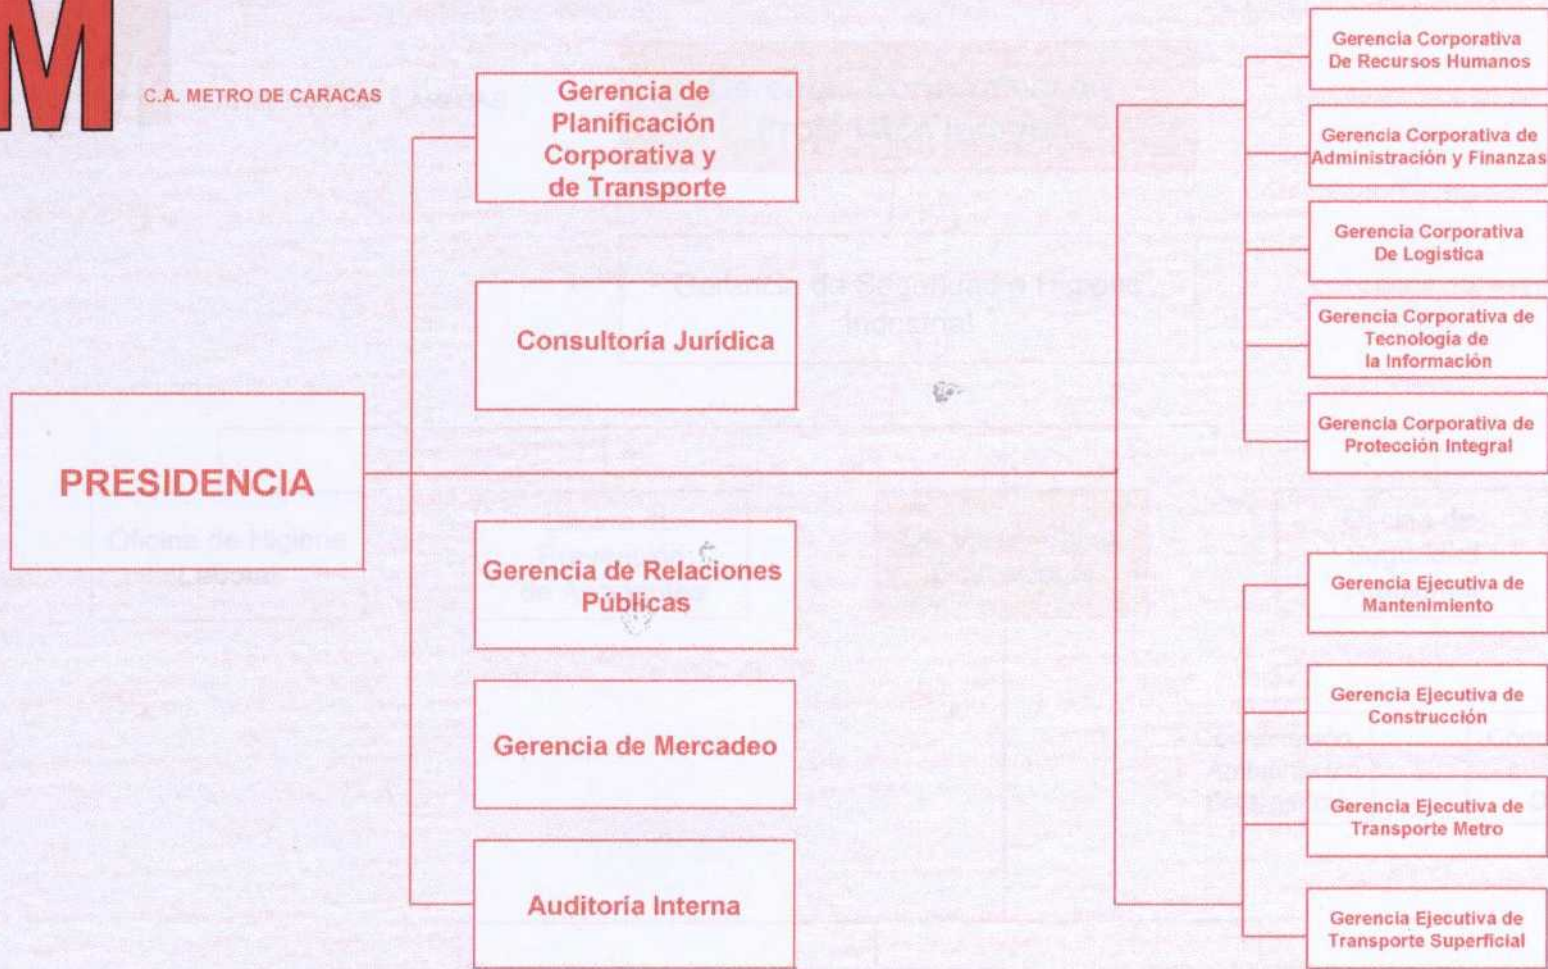 M
C.A. METRO DE CARACAS
PRESIDENCIA
Gerencia de
Planificación
Corporativa y
de Transporte
Consultoría Jurídica
Gerencia de Relaciones
Públicas
Gerencia de Mercadeo
Auditoría Interna
Gerencia Corporativa
De Recursos Humanos
Gerencia Corporativa de
Administración y Finanzas
Gerencia Corporativa
De Logistica
Gerencia Corporativa de
Tecnología de
la Información
Gerencia Corporativa de
Protección Integral
Gerencia Ejecutiva de
Mantenimiento
Gerencia Ejecutiva de
Construcción
Gerencia Ejecutiva de
Transporte Metro
Gerencia Ejecutiva de
Transporte Superficial